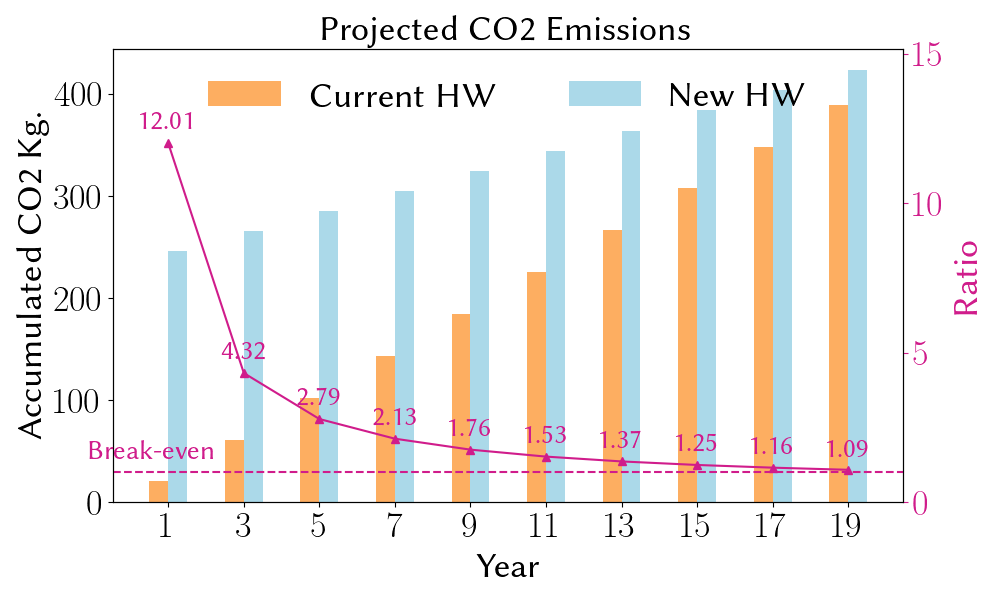 Projected CO2 Emissions
Current HW
New HW
Accumulated CO2 Kg.
400
300
200
100
0
15
10
5
0
Ratio
12.01
4.32
2.79
2.13
1.76
1.53
1.37
1.25
1.16
1.09
Break-even
1 3 5 7 9 11 13 15 17 19
Year